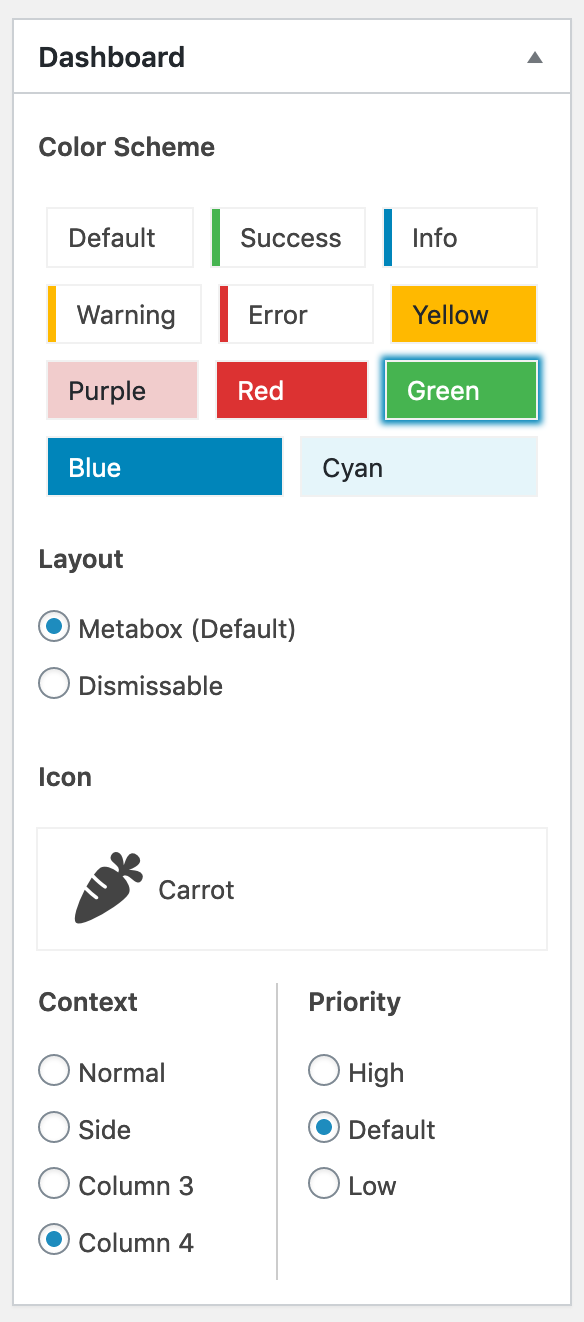 Dashboard
Color Scheme
Default Success Info
Warning Error Yellow
Purple Red Green
Blue Cyan
Layout
Metabox (Default)
Dismissable
Icon
Carrot
Context
Normal
Side
Column 3
Column 4
Priority
High
Default
Low